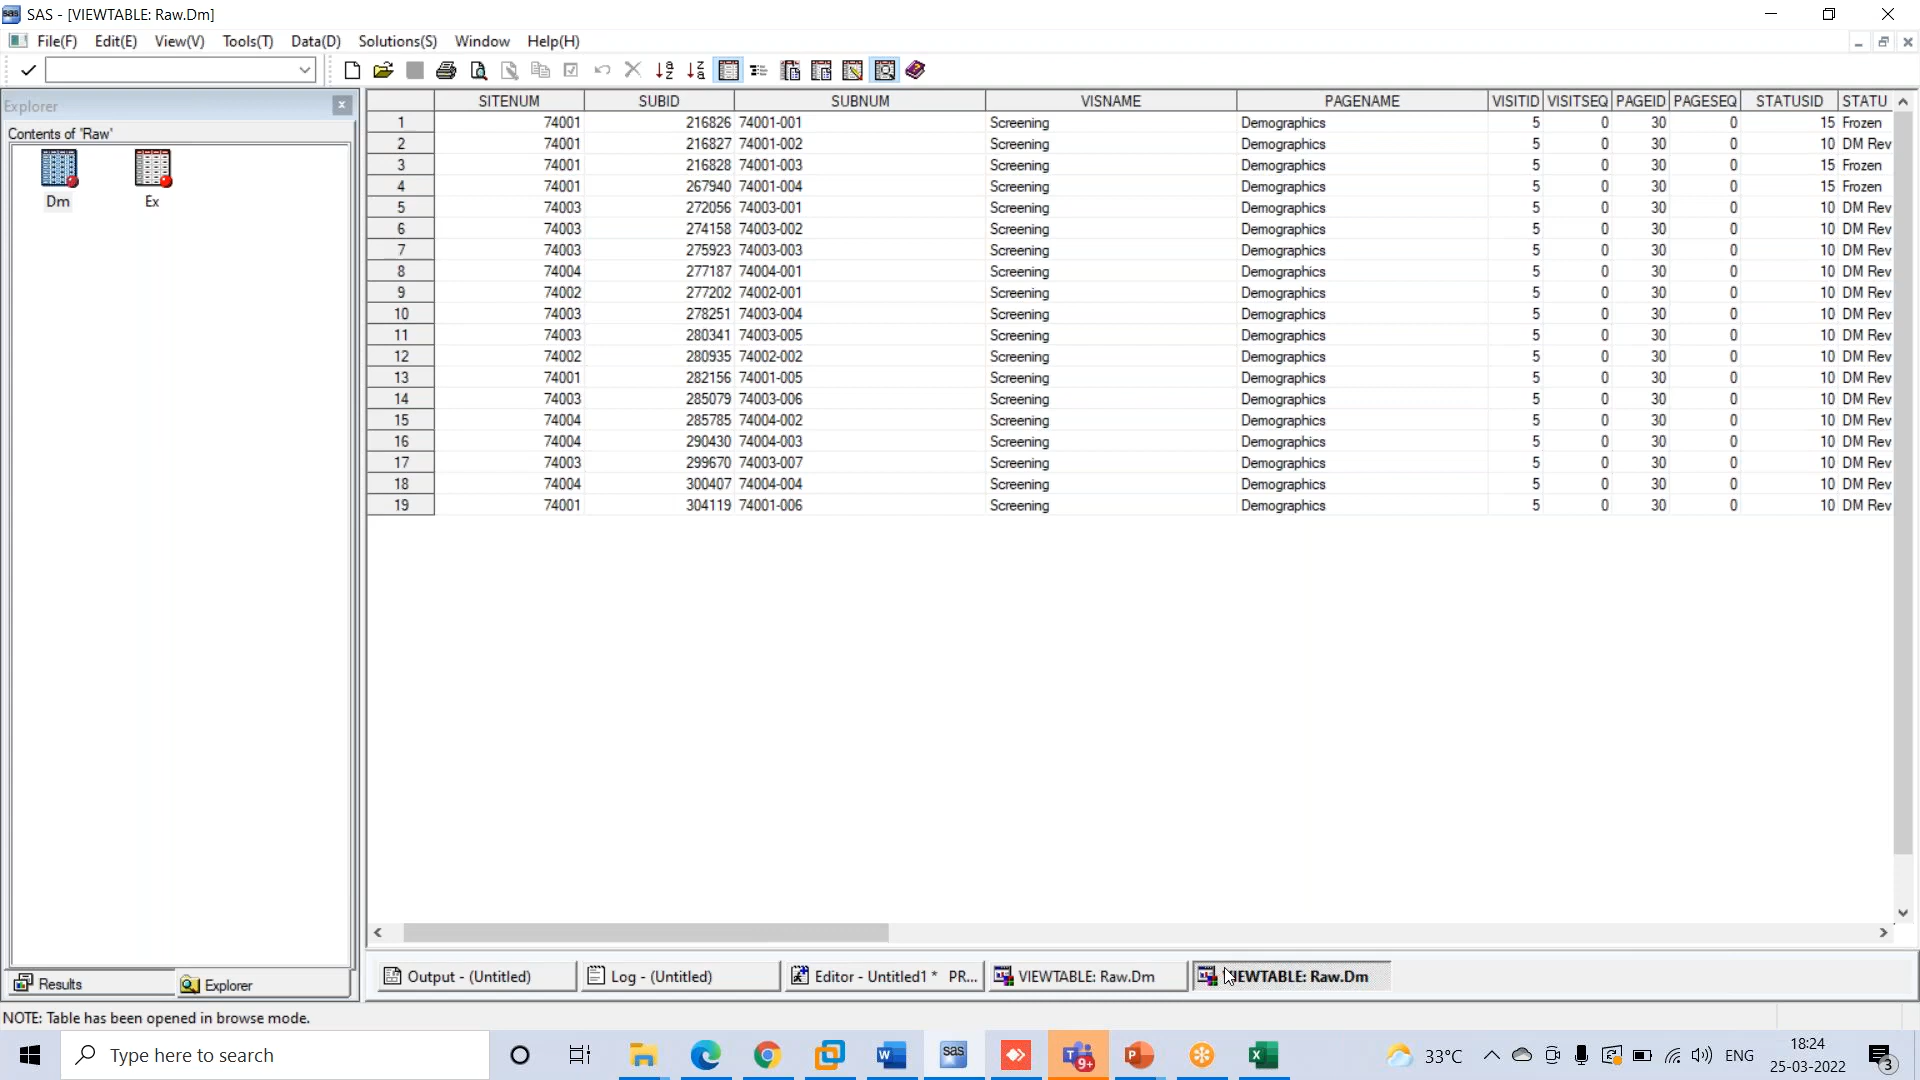 SAS - [VIEWTABLE: Raw.Dm]
File(F) Edit(E) View(V) Tools(T) Data(D) Solutions(S) Window Help(H)
Explorer
Contents of 'Raw'
Dm Ex
SITENUM SUBID SUBNUM VISNAME PAGENAME VISITID VISITSEQ PAGEID PAGESEQ STATUSID STATU
1 74001 216826 74001-001 Screening Demographics 5 0 30 0 15 Frozen
2 74001 216827 74001-002 Screening Demographics 5 0 30 0 10 DM Rev
3 74001 216828 74001-003 Screening Demographics 5 0 30 0 15 Frozen
4 74001 267940 74001-004 Screening Demographics 5 0 30 0 15 Frozen
5 74003 272056 74003-001 Screening Demographics 5 0 30 0 10 DM Rev
6 74003 274158 74003-002 Screening Demographics 5 0 30 0 10 DM Rev
7 74003 275923 74003-003 Screening Demographics 5 0 30 0 10 DM Rev
8 74004 277187 74004-001 Screening Demographics 5 0 30 0 10 DM Rev
9 74002 277202 74002-001 Screening Demographics 5 0 30 0 10 DM Rev
10 74003 278251 74003-004 Screening Demographics 5 0 30 0 10 DM Rev
11 74003 280341 74003-005 Screening Demographics 5 0 30 0 10 DM Rev
12 74002 280935 74002-002 Screening Demographics 5 0 30 0 10 DM Rev
13 74001 282156 74001-005 Screening Demographics 5 0 30 0 10 DM Rev
14 74003 285079 74003-006 Screening Demographics 5 0 30 0 10 DM Rev
15 74004 285785 74004-002 Screening Demographics 5 0 30 0 10 DM Rev
16 74004 290430 74004-003 Screening Demographics 5 0 30 0 10 DM Rev
17 74003 299670 74003-007 Screening Demographics 5 0 30 0 10 DM Rev
18 74004 300407 74004-004 Screening Demographics 5 0 30 0 10 DM Rev
19 74001 304119 74001-006 Screening Demographics 5 0 30 0 10 DM Rev
Results Explorer
Output - (Untitled) Log - (Untitled) Editor - Untitled1 * PR... VIEWTABLE: Raw.Dm VIEWTABLE: Raw.Dm
NOTE: Table has been opened in browse mode.
Type here to search
33°C ENG
18:24
25-03-2022
3
9+
sas